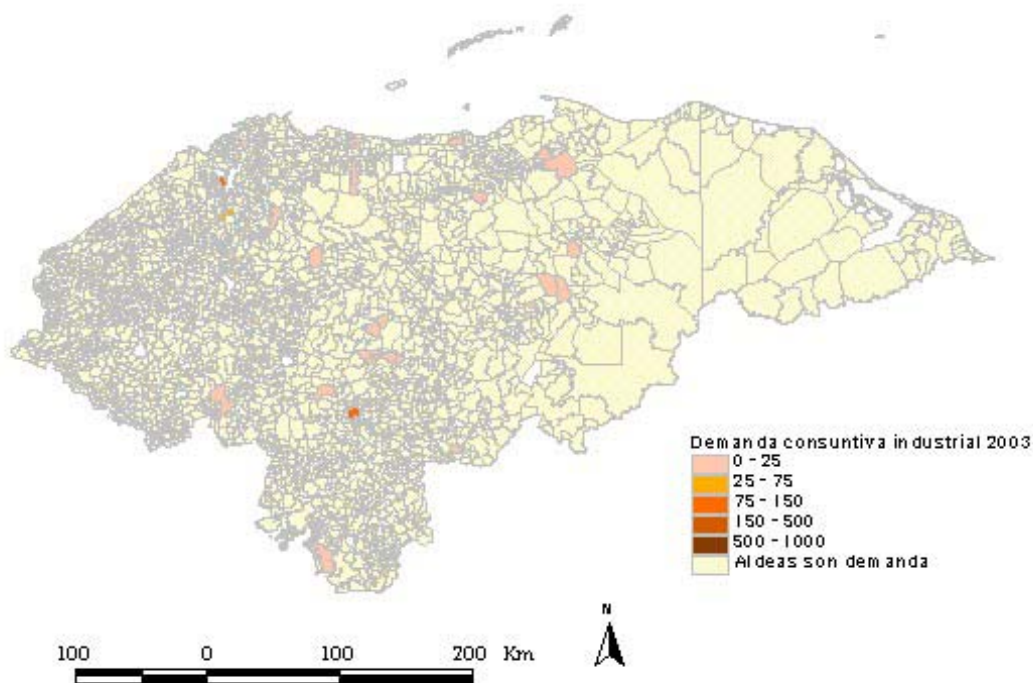 Demanda consuntiva industrial 2003
0 - 25
25 - 75
75 - 150
150 - 500
500 - 1000
Aldeas son demanda
N
100 0 100 200 Km